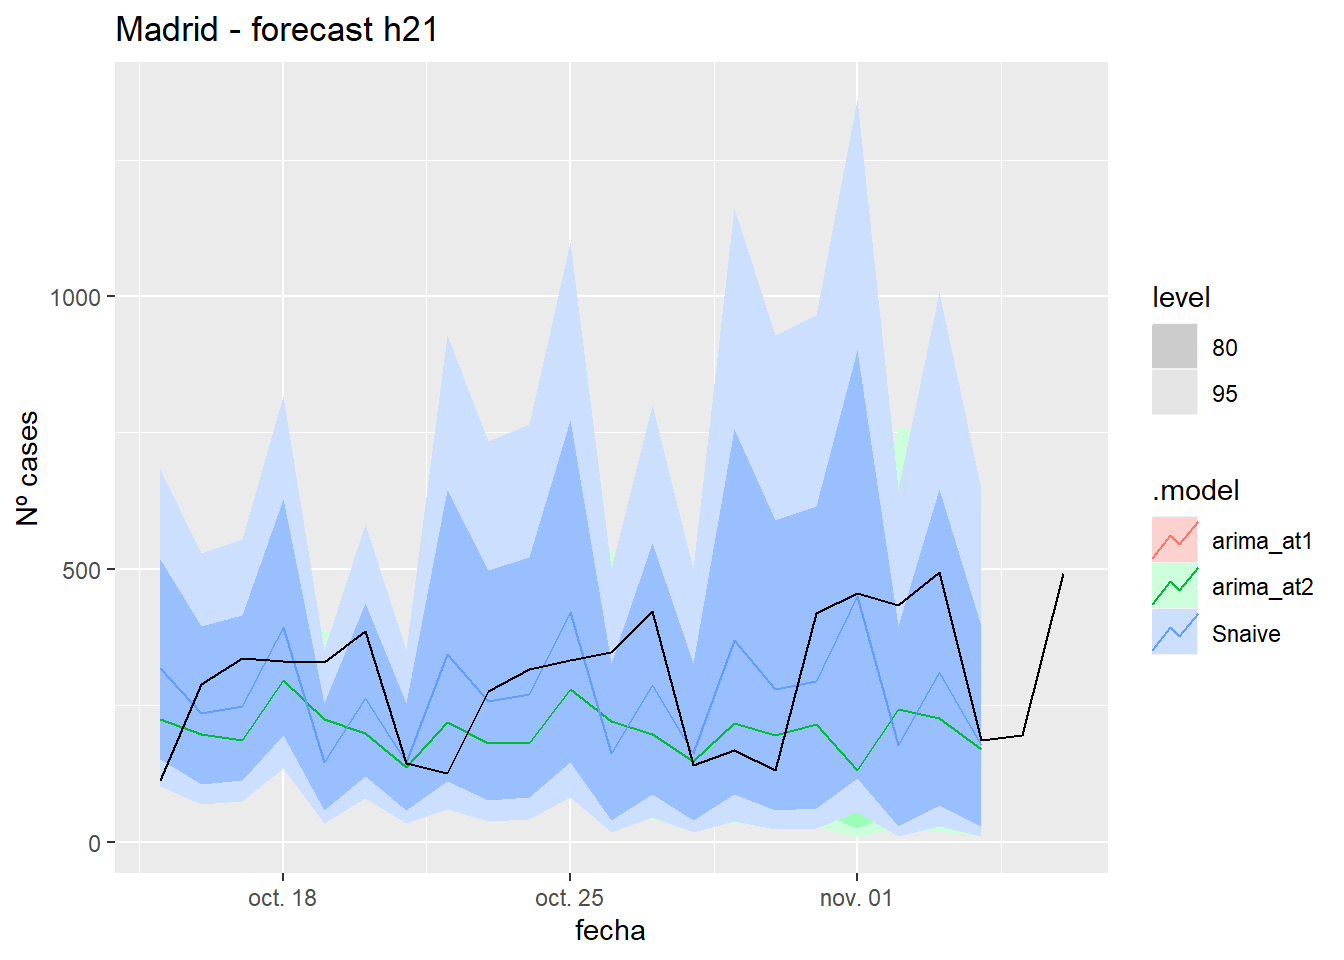 Madrid - forecast h21
Nº cases
1000
500
0
oct. 18
oct. 25
nov. 01
fecha
level
80
95
.model
arima_at1
arima_at2
Snaive